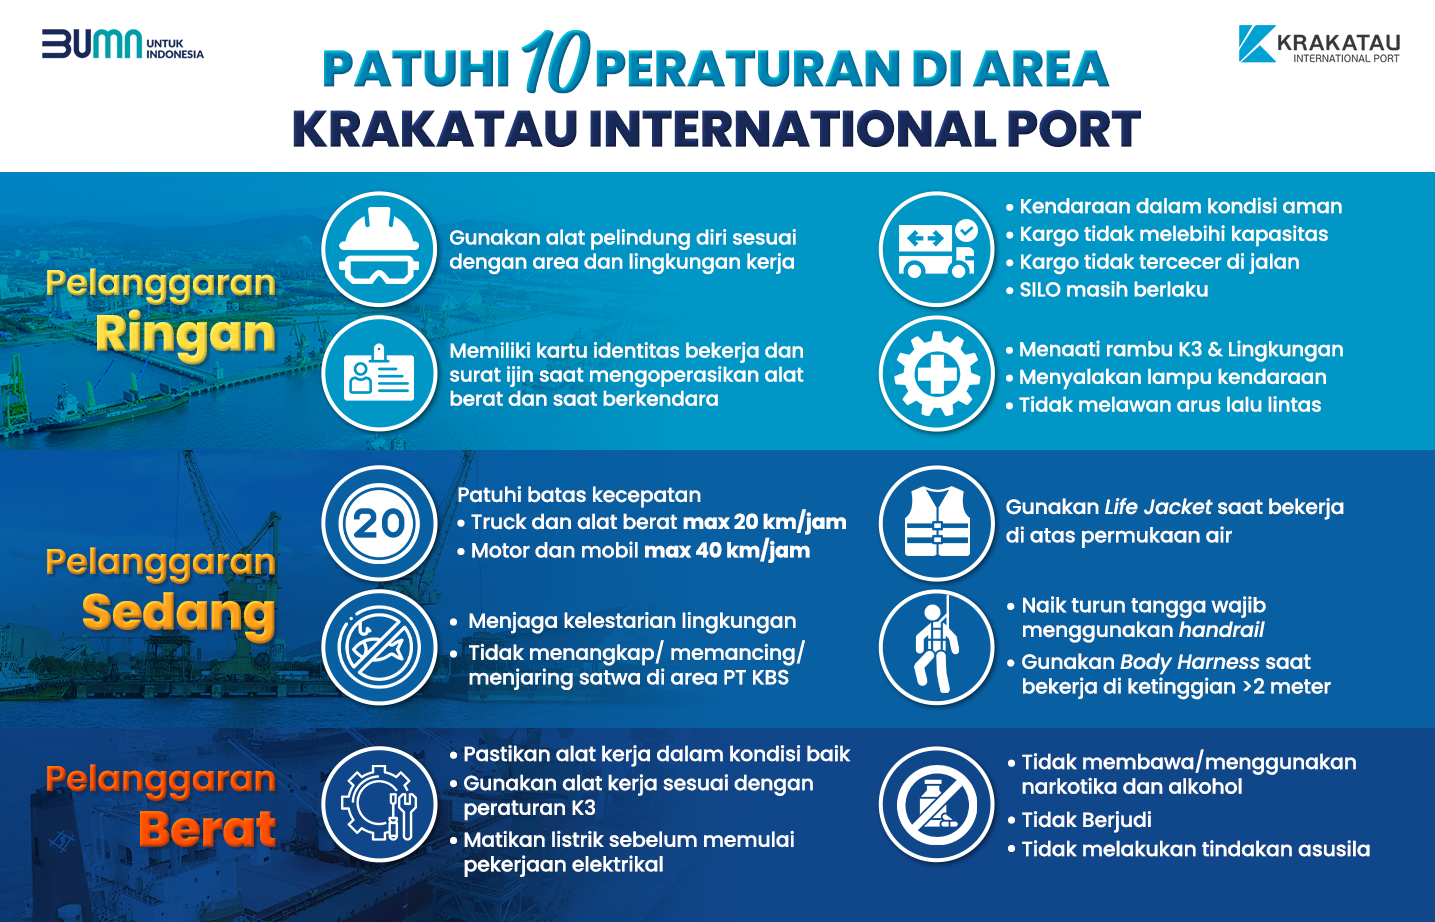 BUMN UNTUK
INDONESIA
KRAKATAU
INTERNATIONAL PORT
PATUHI 10 PERATURAN DI AREA
KRAKATAU INTERNATIONAL PORT
Pelanggaran
Ringan
Gunakan alat pelindung diri sesuai
dengan area dan lingkungan kerja
• Kendaraan dalam kondisi aman
• Kargo tidak melebihi kapasitas
• Kargo tidak tercecer di jalan
• SILO masih berlaku
Memiliki kartu identitas bekerja dan
surat ijin saat mengoperasikan alat
berat dan saat berkendara
• Menaati rambu K3 & Lingkungan
• Menyalakan lampu kendaraan
• Tidak melawan arus lalu lintas
Pelanggaran
Sedang
20
Patuhi batas kecepatan
• Truck dan alat berat max 20 km/jam
• Motor dan mobil max 40 km/jam
Gunakan Life Jacket saat bekerja
di atas permukaan air
• Menjaga kelestarian lingkungan
• Tidak menangkap/ memancing/
menjaring satwa di area PT KBS
• Naik turun tangga wajib
menggunakan handrail
• Gunakan Body Harness saat
bekerja di ketinggian >2 meter
Pelanggaran
Berat
• Pastikan alat kerja dalam kondisi baik
• Gunakan alat kerja sesuai dengan
peraturan K3
• Matikan listrik sebelum memulai
pekerjaan elektrikal
• Tidak membawa/menggunakan
narkotika dan alkohol
• Tidak Berjudi
• Tidak melakukan tindakan asusila